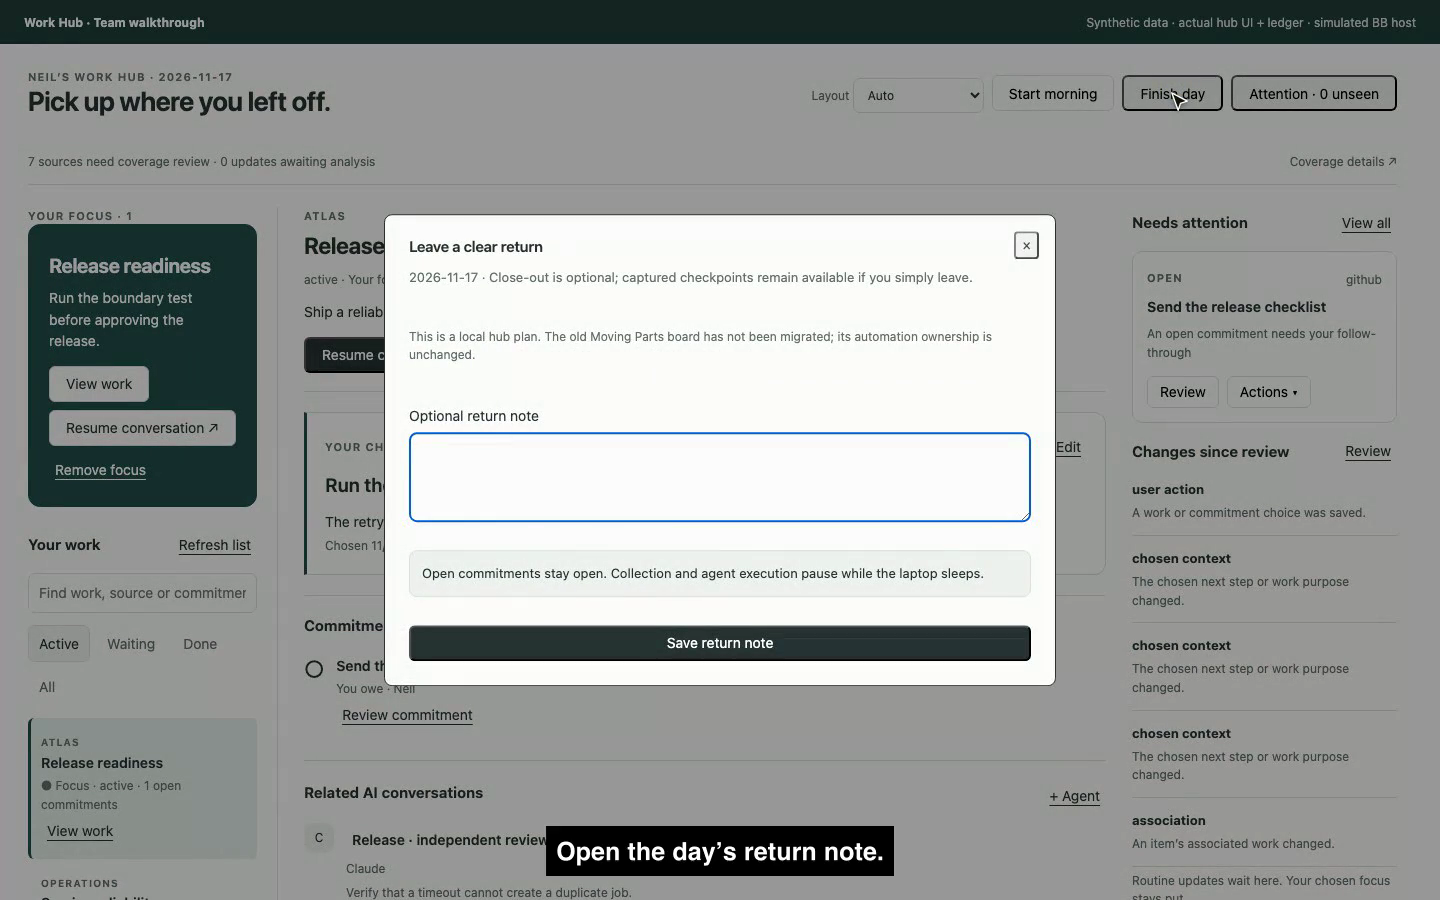 Work Hub · Team walkthrough
Synthetic data · actual hub UI + ledger · simulated BB host
NEIL'S WORK HUB · 2026-11-17
Pick up where you left off.
Layout
Auto
Start morning
Finish day
Attention · 0 unseen
7 sources need coverage review · 0 updates awaiting analysis
Coverage details ↗
YOUR FOCUS · 1
Release readiness
Run the boundary test
before approving the
release.
View work
Resume conversation ↗
Remove focus
Your work
Refresh list
Find work, source or commitmen
Active
Waiting
Done
All
ATLAS
Release readiness
Focus · active · 1 open
commitments
View work
OPERATIONS
ATLAS
Release
active · Your fo
Ship a reliab
Resume c
YOUR CH
Edit
Run the
The retry
Chosen 11/
Commitme
Send th
You owe · Neil
Review commitment
Related AI conversations
+ Agent
C
Release · independent review
Claude
Verify that a timeout cannot create a duplicate job.
Leave a clear return
×
2026-11-17 · Close-out is optional; captured checkpoints remain available if you simply leave.
This is a local hub plan. The old Moving Parts board has not been migrated; its automation ownership is
unchanged.
Optional return note
Open commitments stay open. Collection and agent execution pause while the laptop sleeps.
Save return note
Needs attention
View all
OPEN
github
Send the release checklist
An open commitment needs your follow-
through
Review
Actions ▾
Changes since review
Review
user action
A work or commitment choice was saved.
chosen context
The chosen next step or work purpose
changed.
chosen context
The chosen next step or work purpose
changed.
chosen context
The chosen next step or work purpose
changed.
association
An item's associated work changed.
Routine updates wait here. Your chosen focus
stays put.
Open the day's return note.